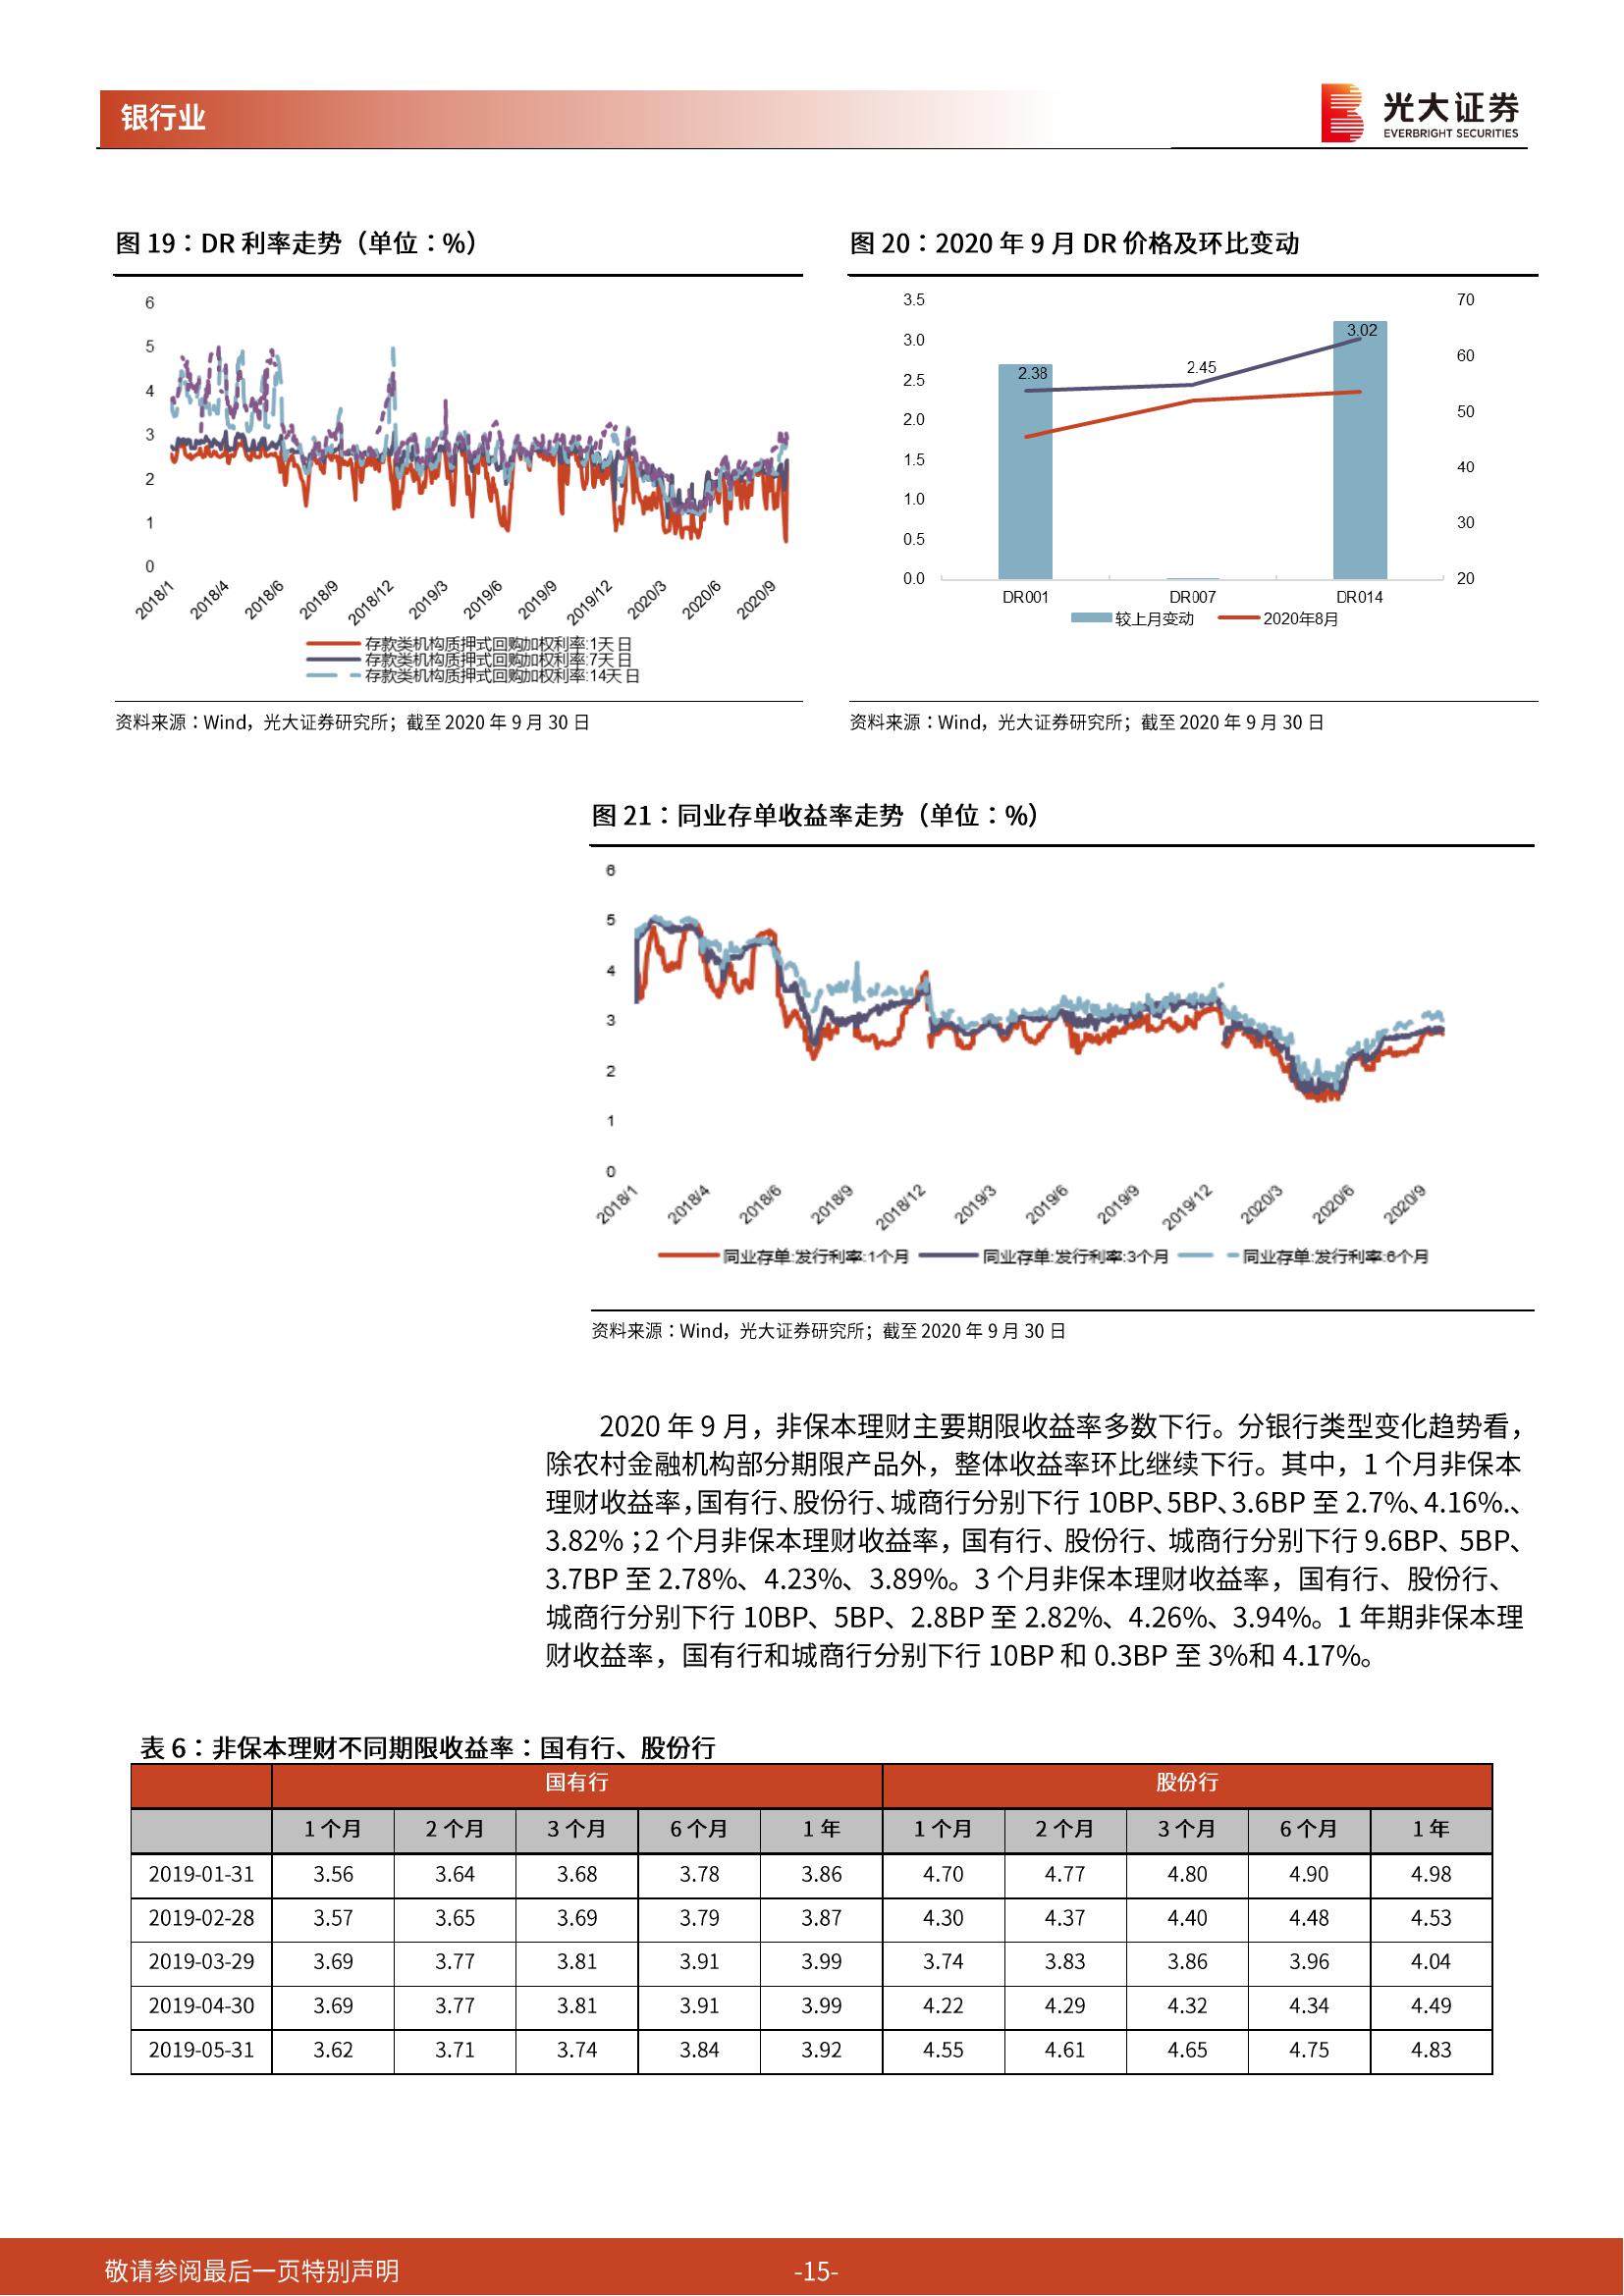 银行业
光大证券
EVERBRIGHT SECURITIES
图 19：DR 利率走势（单位：%）
6
5
4
3
2
1
0
2018/1 2018/4 2018/6 2018/9 2018/12 2019/3 2019/6 2019/9 2019/12 2020/3 2020/6 2020/9
存款类机构质押式回购加权利率:1天 日
存款类机构质押式回购加权利率:7天 日
存款类机构质押式回购加权利率:14天 日
资料来源：Wind，光大证券研究所；截至 2020 年 9 月 30 日
图 20：2020 年 9 月 DR 价格及环比变动
3.5
3.0
2.5
2.0
1.5
1.0
0.5
0.0
70
60
50
40
30
20
2.38
2.45
3.02
DR001 DR007 DR014
较上月变动 2020年8月
资料来源：Wind，光大证券研究所；截至 2020 年 9 月 30 日
图 21：同业存单收益率走势（单位：%）
6
5
4
3
2
1
0
2018/1 2018/4 2018/6 2018/9 2018/12 2019/3 2019/6 2019/9 2019/12 2020/3 2020/6 2020/9
同业存单:发行利率:1个月 同业存单:发行利率:3个月 同业存单:发行利率:6个月
资料来源：Wind，光大证券研究所；截至 2020 年 9 月 30 日
2020 年 9 月，非保本理财主要期限收益率多数下行。分银行类型变化趋势看，
除农村金融机构部分期限产品外，整体收益率环比继续下行。其中，1 个月非保本
理财收益率，国有行、股份行、城商行分别下行 10BP、5BP、3.6BP 至 2.7%、4.16%.、
3.82%；2 个月非保本理财收益率，国有行、股份行、城商行分别下行 9.6BP、5BP、
3.7BP 至 2.78%、4.23%、3.89%。3 个月非保本理财收益率，国有行、股份行、
城商行分别下行 10BP、5BP、2.8BP 至 2.82%、4.26%、3.94%。1 年期非保本理
财收益率，国有行和城商行分别下行 10BP 和 0.3BP 至 3%和 4.17%。
表 6：非保本理财不同期限收益率：国有行、股份行
国有行 股份行
1 个月 2 个月 3 个月 6 个月 1 年 1 个月 2 个月 3 个月 6 个月 1 年
2019-01-31 3.56 3.64 3.68 3.78 3.86 4.70 4.77 4.80 4.90 4.98
2019-02-28 3.57 3.65 3.69 3.79 3.87 4.30 4.37 4.40 4.48 4.53
2019-03-29 3.69 3.77 3.81 3.91 3.99 3.74 3.83 3.86 3.96 4.04
2019-04-30 3.69 3.77 3.81 3.91 3.99 4.22 4.29 4.32 4.34 4.49
2019-05-31 3.62 3.71 3.74 3.84 3.92 4.55 4.61 4.65 4.75 4.83
敬请参阅最后一页特别声明
-15-